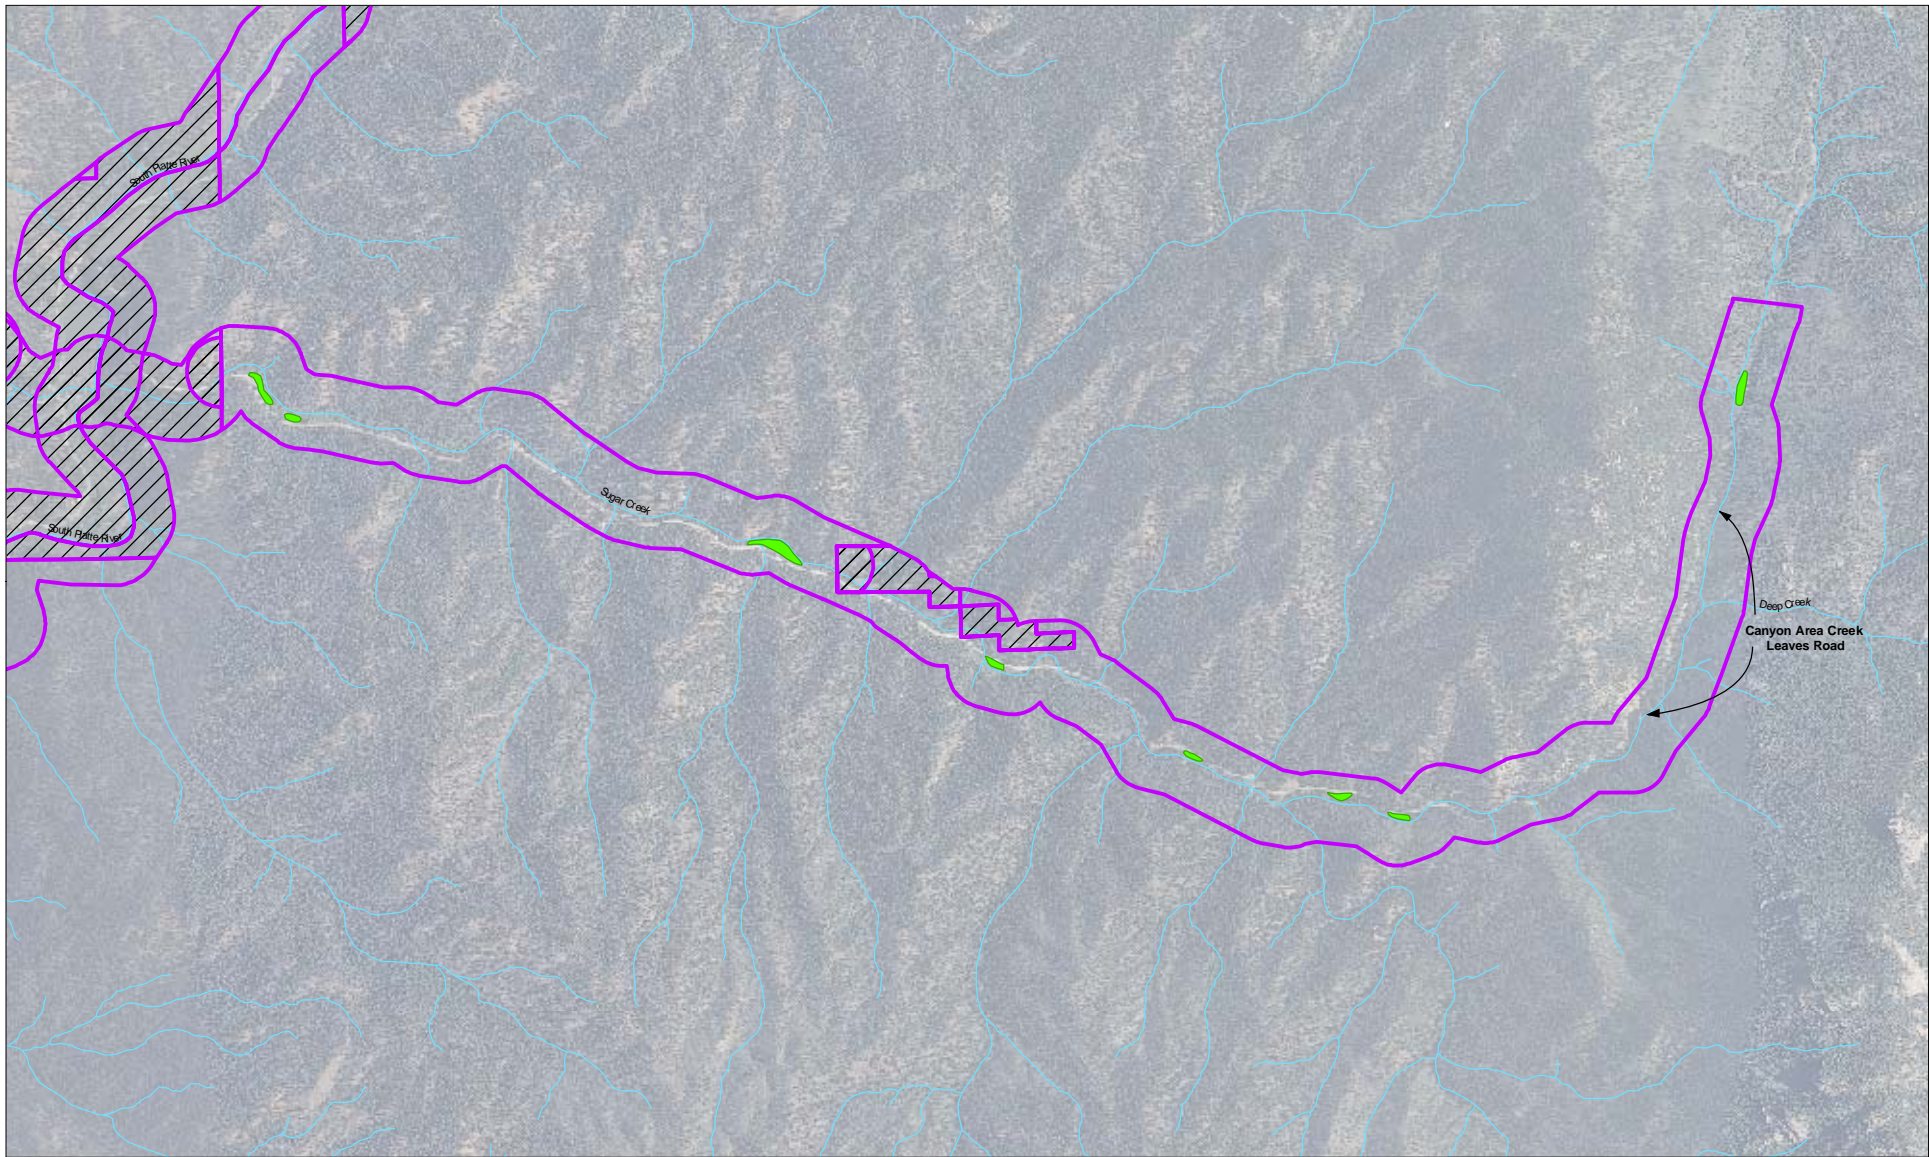 South Platte River
Sugar Creek
South Platte River
Deep Creek
Canyon Area Creek
Leaves Road